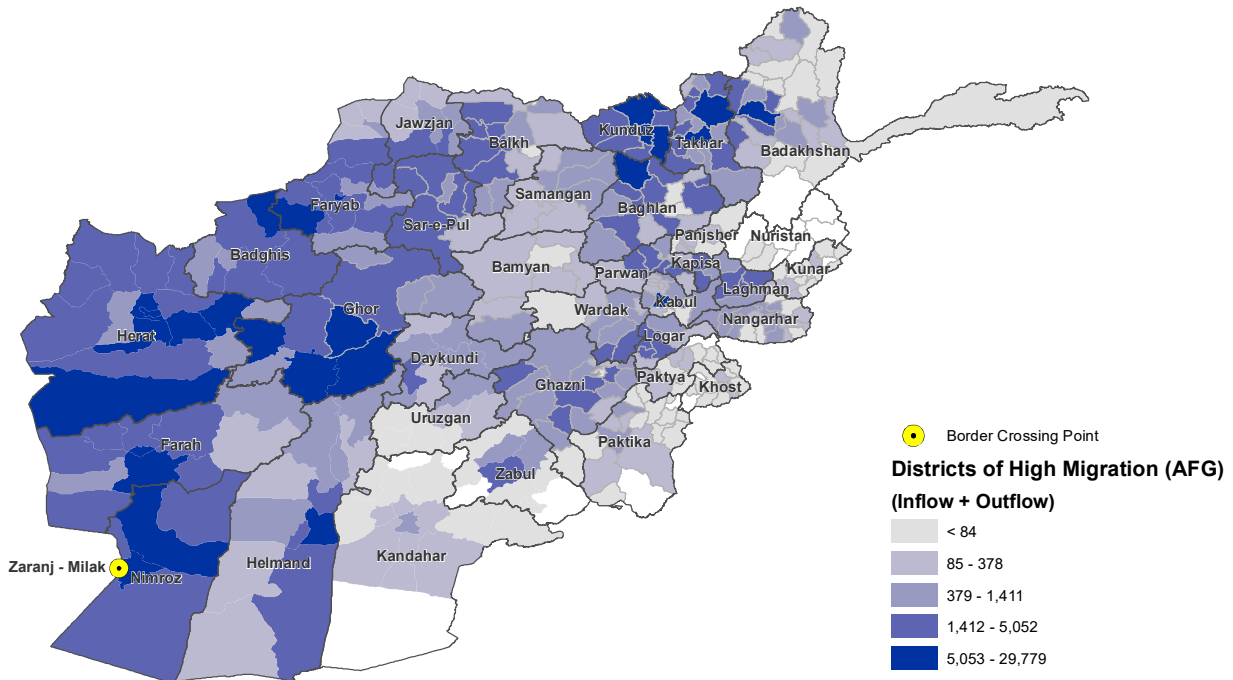 Jawzjan
Balkh
Kunduz
Takhar
Badakhshan
Samangan
Faryab
Baghlan
Sar-e-Pul
Panjsher
Nuristan
Badghis
Bamyan
Parwan
Kapisa
Kunar
Laghman
Ghor
Wardak
Kabul
Nangarhar
Herat
Logar
Daykundi
Ghazni
Paktya
Khost
Uruzgan
Farah
Paktika
Zabul
Kandahar
Helmand
Zaranj - Milak
Nimroz
Border Crossing Point
Districts of High Migration (AFG)
(Inflow + Outflow)
< 84
85 - 378
379 - 1,411
1,412 - 5,052
5,053 - 29,779